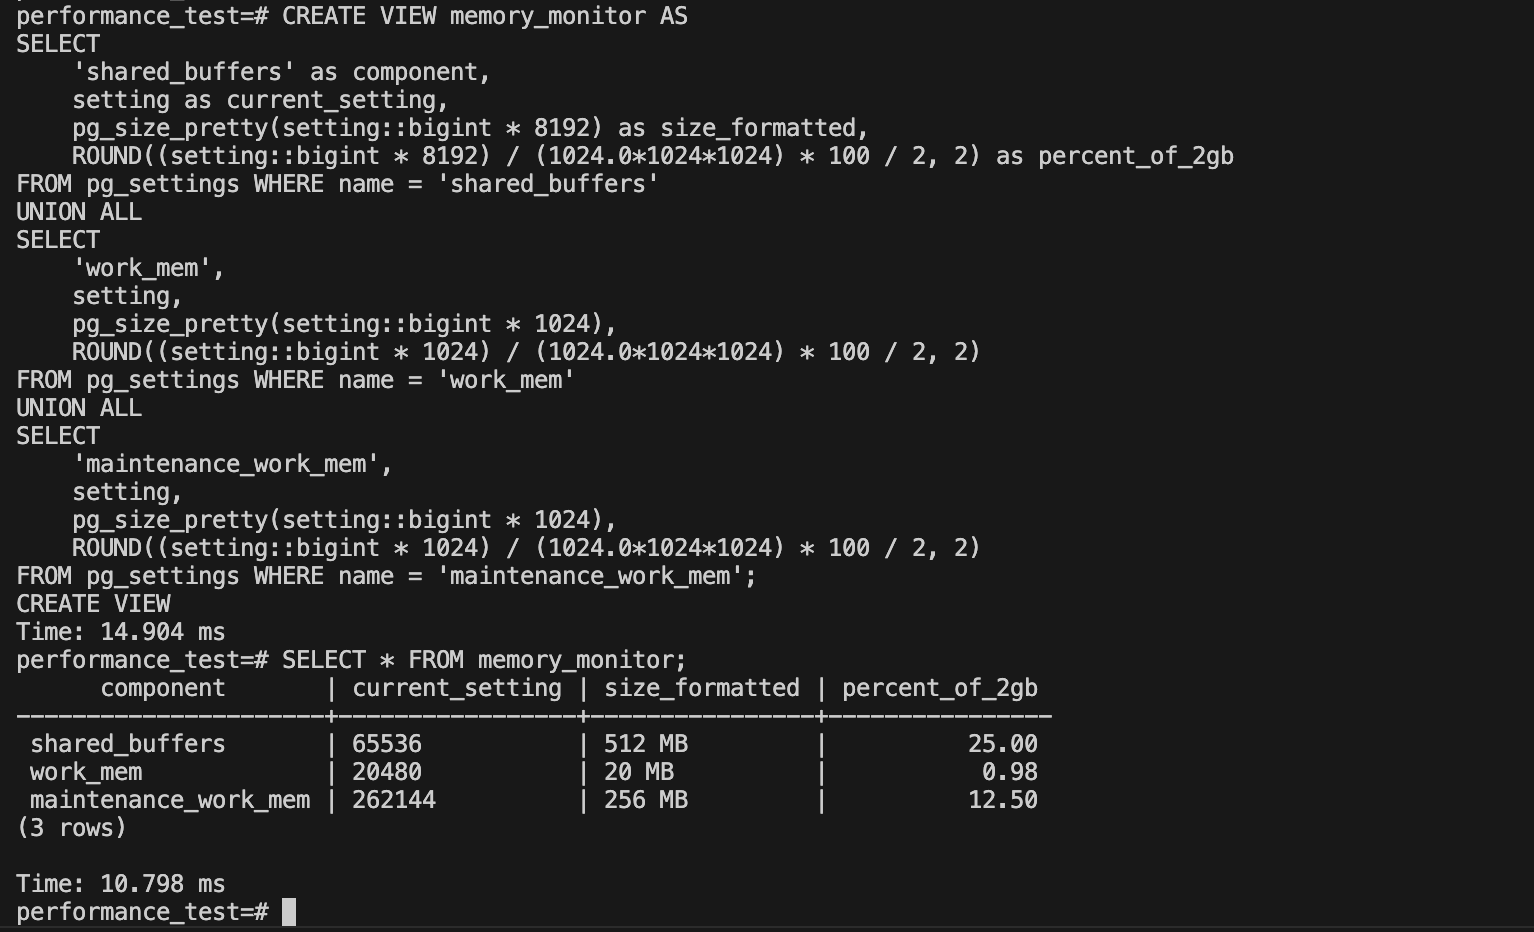 performance_test=# CREATE VIEW memory_monitor AS
SELECT
    'shared_buffers' as component,
    setting as current_setting,
    pg_size_pretty(setting::bigint * 8192) as size_formatted,
    ROUND((setting::bigint * 8192) / (1024.0*1024*1024) * 100 / 2, 2) as percent_of_2gb
FROM pg_settings WHERE name = 'shared_buffers'
UNION ALL
SELECT
    'work_mem',
    setting,
    pg_size_pretty(setting::bigint * 1024),
    ROUND((setting::bigint * 1024) / (1024.0*1024*1024) * 100 / 2, 2)
FROM pg_settings WHERE name = 'work_mem'
UNION ALL
SELECT
    'maintenance_work_mem',
    setting,
    pg_size_pretty(setting::bigint * 1024),
    ROUND((setting::bigint * 1024) / (1024.0*1024*1024) * 100 / 2, 2)
FROM pg_settings WHERE name = 'maintenance_work_mem';
CREATE VIEW
Time: 14.904 ms
performance_test=# SELECT * FROM memory_monitor;
      component       | current_setting | size_formatted | percent_of_2gb
----------------------+-----------------+----------------+----------------
 shared_buffers       | 65536           | 512 MB         |          25.00
 work_mem             | 20480           | 20 MB          |           0.98
 maintenance_work_mem | 262144          | 256 MB         |          12.50
(3 rows)

Time: 10.798 ms
performance_test=#